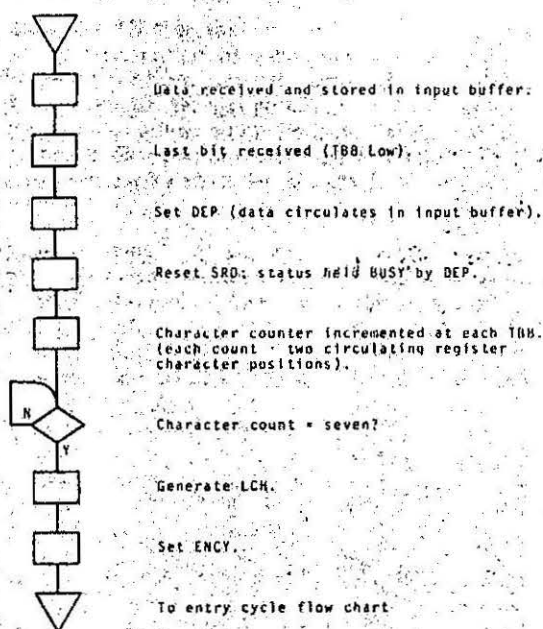 Data received and stored in input buffer.
Last bit received (TBB Low).
Set DEP (data circulates in input buffer).
Reset SRD; status held BUSY by DEP.
Character counter incremented at each TBB.
(each count = two circulating register
character positions).
N
Character count = seven?
Y
Generate LCH.
Set ENCY.
To entry cycle flow chart